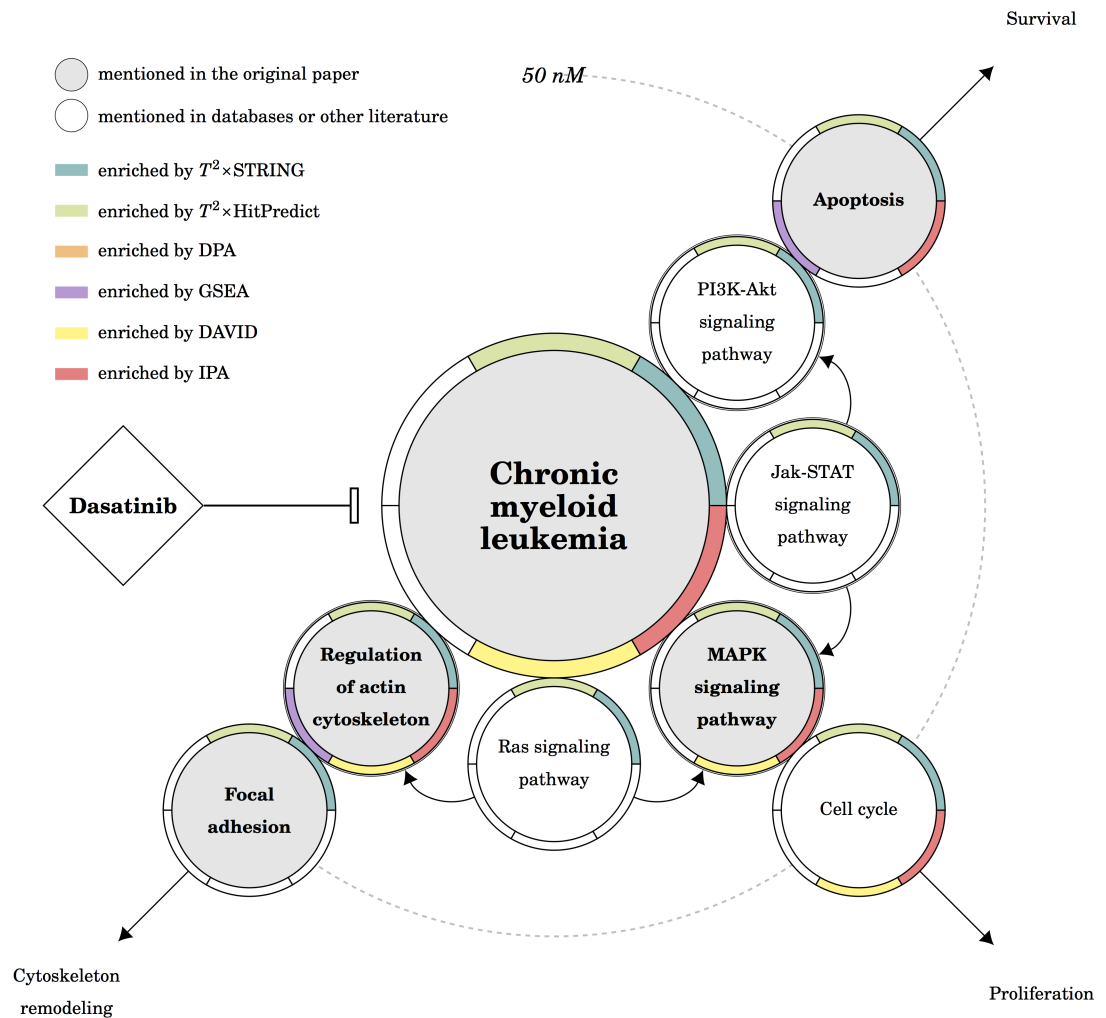 Survival
50 nM
mentioned in the original paper
mentioned in databases or other literature
enriched by T²×STRING
enriched by T²×HitPredict
enriched by DPA
enriched by GSEA
enriched by DAVID
enriched by IPA
Apoptosis
PI3K-Akt
signaling
pathway
Jak-STAT
signaling
pathway
Chronic
myeloid
leukemia
Dasatinib
Regulation
of actin
cytoskeleton
MAPK
signaling
pathway
Ras signaling
pathway
Focal
adhesion
Cell cycle
Cytoskeleton
remodeling
Proliferation